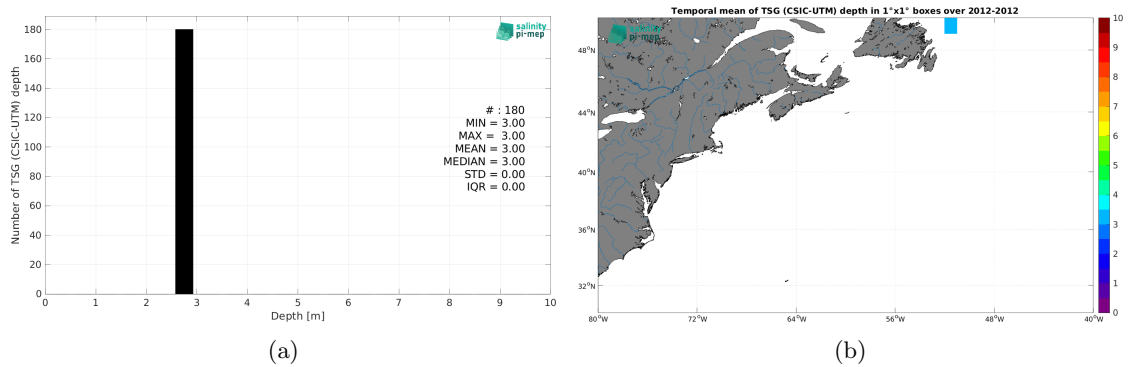 180
160
140
120
100
80
60
40
20
0
Number of TSG (CSIC-UTM) depth
salinity
pi-mep
# : 180
MIN = 3.00
MAX = 3.00
MEAN = 3.00
MEDIAN = 3.00
STD = 0.00
IQR = 0.00
0 1 2 3 4 5 6 7 8 9 10
Depth [m]
(a)
Temporal mean of TSG (CSIC-UTM) depth in 1°x1° boxes over 2012-2012
salinity
pi-mep
48°N
44°N
40°N
36°N
32°N
80°W 72°W 64°W 56°W 48°W 40°W
10
9
8
7
6
5
4
3
2
1
0
(b)